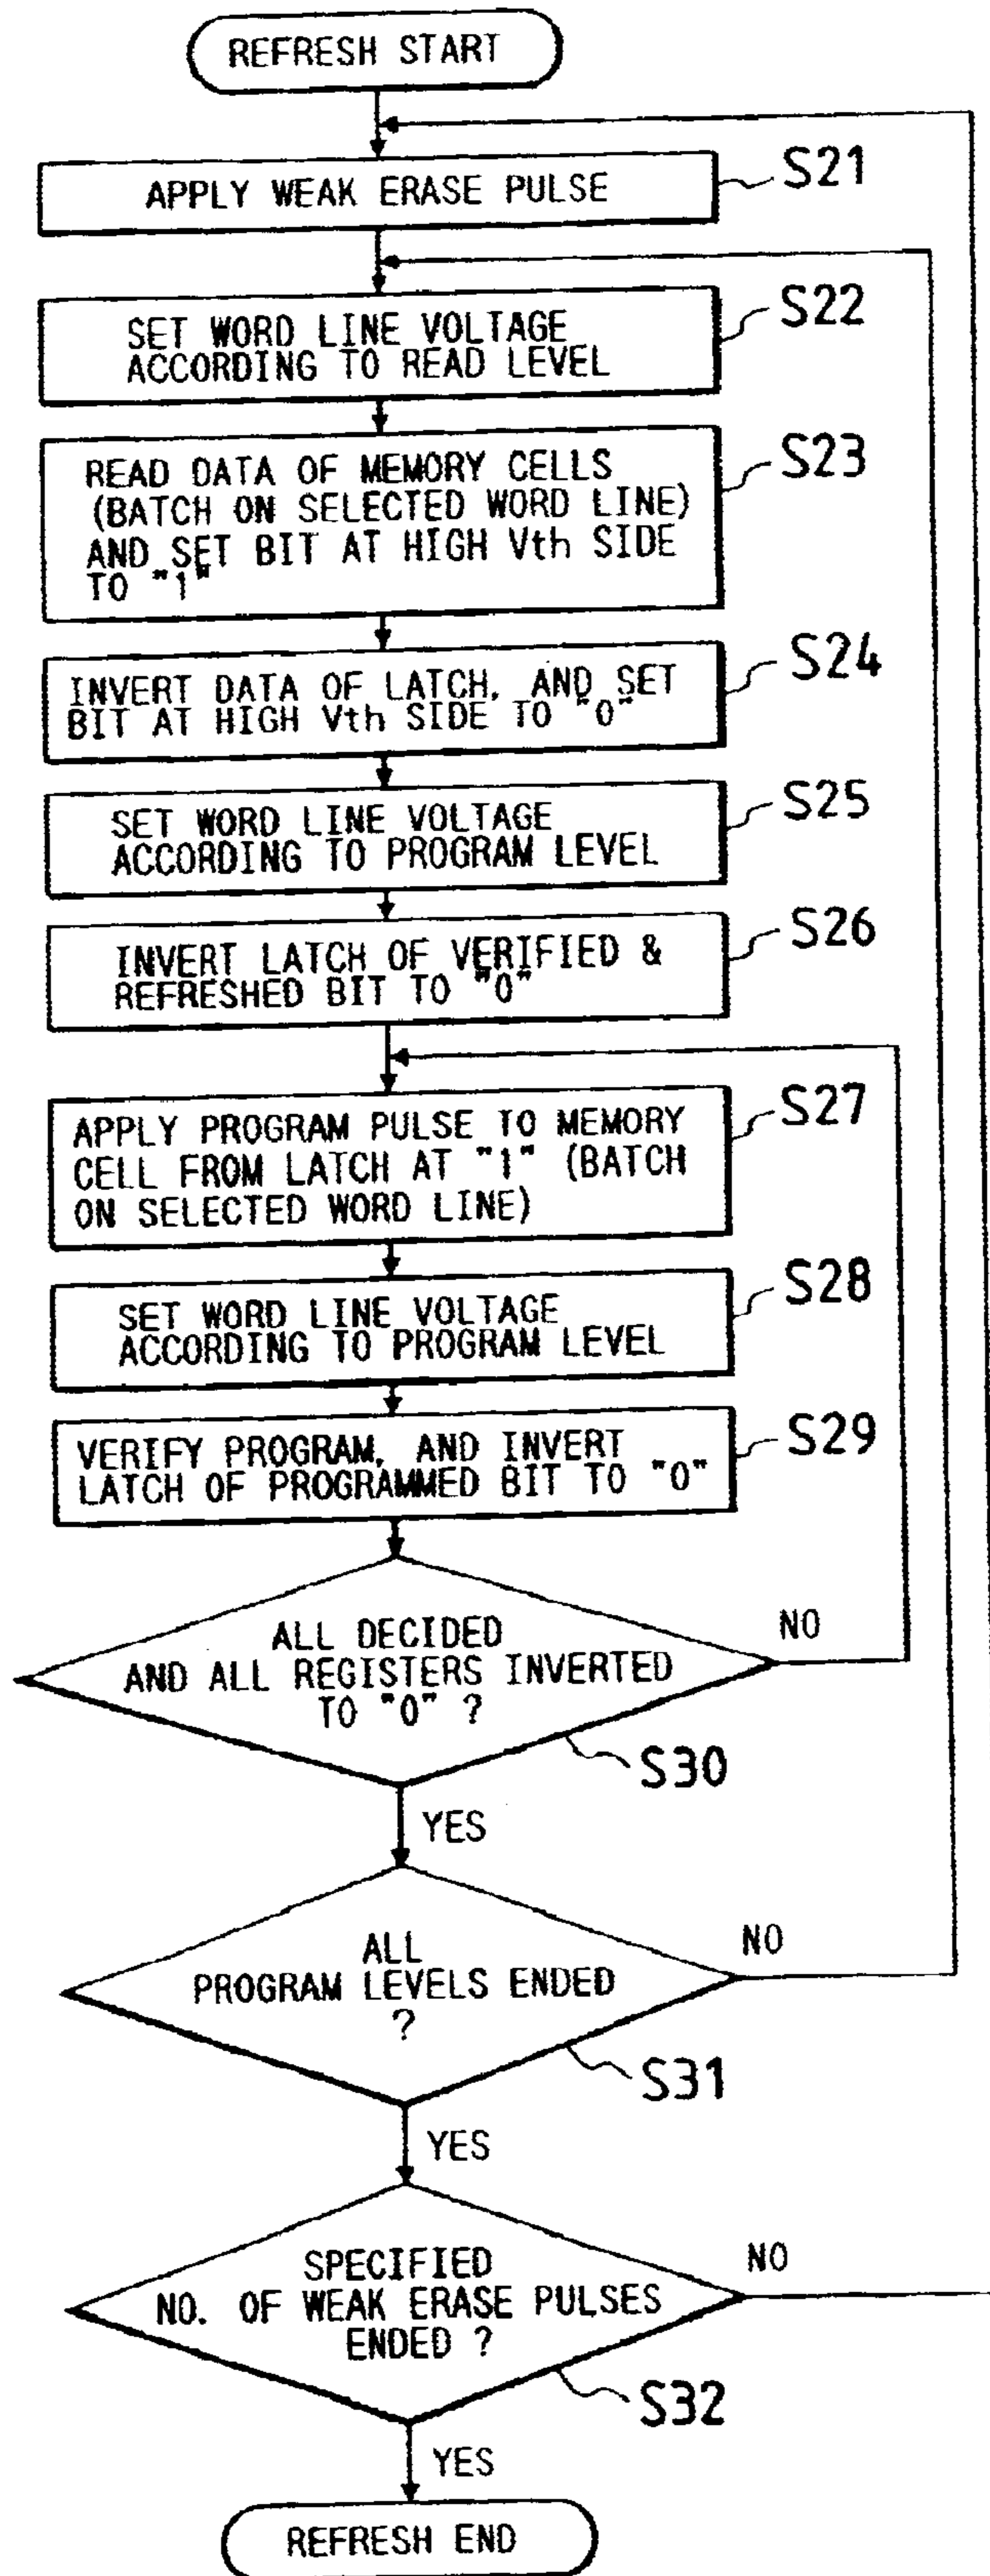 REFRESH START
APPLY WEAK ERASE PULSE
S21
SET WORD LINE VOLTAGE
ACCORDING TO READ LEVEL
S22
READ DATA OF MEMORY CELLS
(BATCH ON SELECTED WORD LINE)
AND SET BIT AT HIGH Vth SIDE
TO "1"
S23
INVERT DATA OF LATCH, AND SET
BIT AT HIGH Vth SIDE TO "0"
S24
SET WORD LINE VOLTAGE
ACCORDING TO PROGRAM LEVEL
S25
INVERT LATCH OF VERIFIED &
REFRESHED BIT TO "0"
S26
APPLY PROGRAM PULSE TO MEMORY
CELL FROM LATCH AT "1" (BATCH
ON SELECTED WORD LINE)
S27
SET WORD LINE VOLTAGE
ACCORDING TO PROGRAM LEVEL
S28
VERIFY PROGRAM, AND INVERT
LATCH OF PROGRAMMED BIT TO "0"
S29
ALL DECIDED
AND ALL REGISTERS INVERTED
TO "0" ?
NO
S30
YES
ALL
PROGRAM LEVELS ENDED
?
NO
S31
YES
SPECIFIED
NO. OF WEAK ERASE PULSES
ENDED ?
NO
S32
YES
REFRESH END